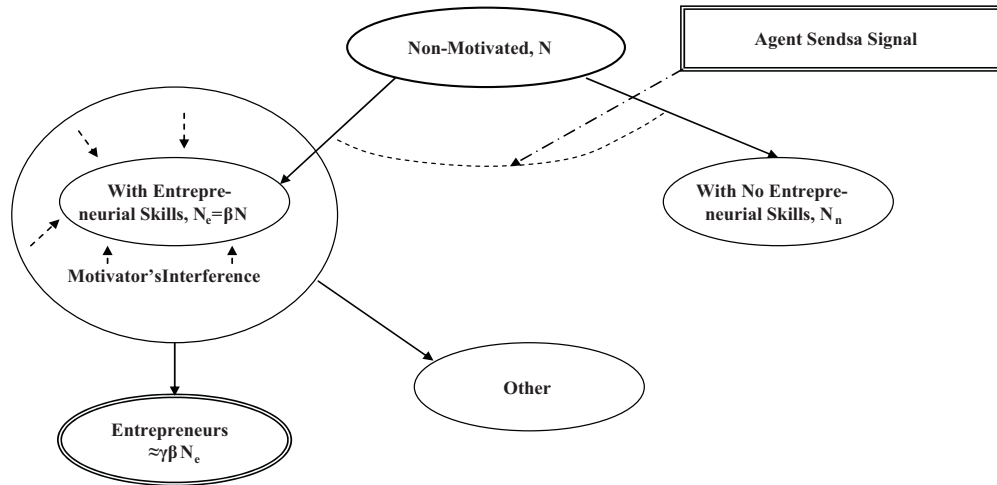 Non-Motivated, N
Agent Sendsa Signal
With Entrepre-
neurial Skills, Nₑ=βN
With No Entrepre-
neurial Skills, Nₙ
Motivator'sInterference
Other
Entrepreneurs
≈γβ Nₑ